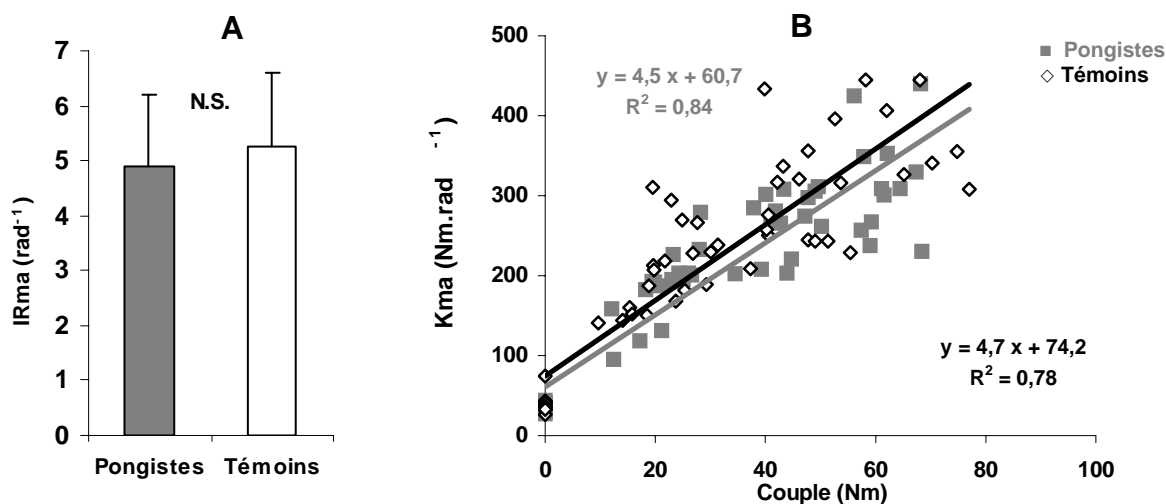 A
7
6
5
4
3
2
1
0
IRma (rad⁻¹)
N.S.
Pongistes Témoins
B
500
400
300
200
100
0
Kma (Nm.rad⁻¹)
y = 4,5 x + 60,7
R² = 0,84
Pongistes
Témoins
y = 4,7 x + 74,2
R² = 0,78
0 20 40 60 80 100
Couple (Nm)